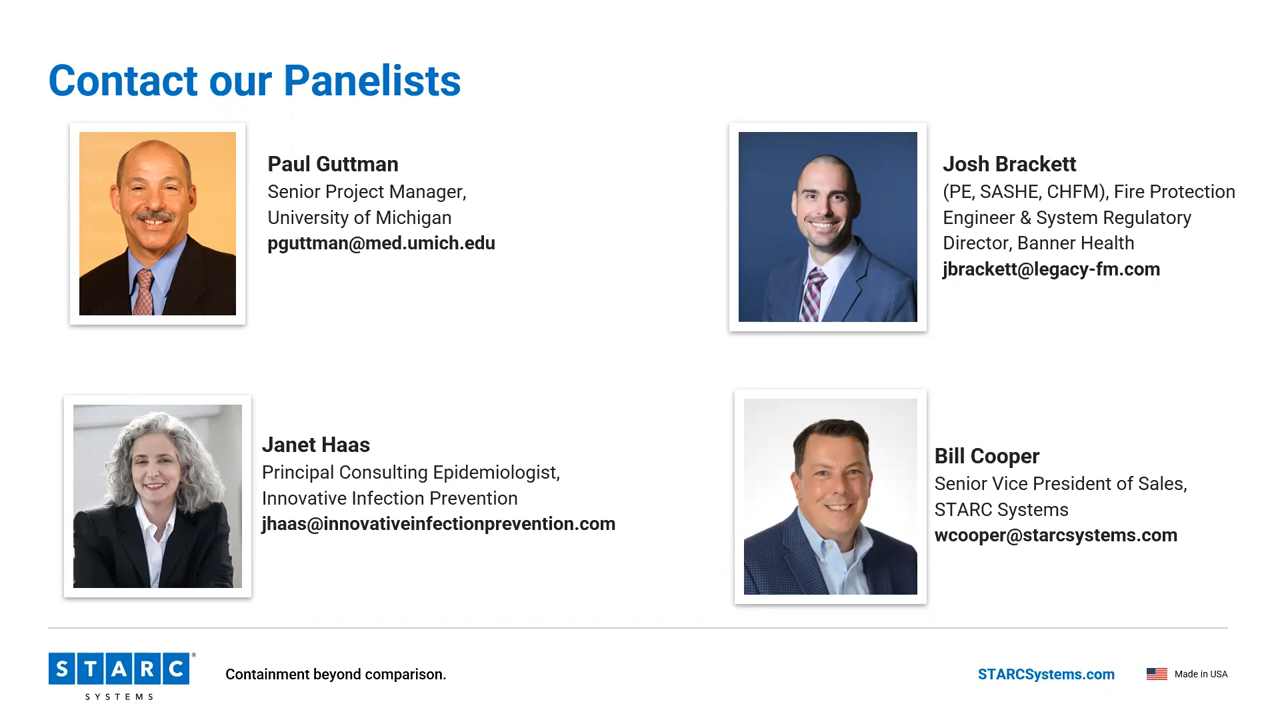 Contact our Panelists
Paul Guttman
Senior Project Manager,
University of Michigan
pguttman@med.umich.edu
Josh Brackett
(PE, SASHE, CHFM), Fire Protection
Engineer & System Regulatory
Director, Banner Health
jbrackett@legacy-fm.com
Janet Haas
Principal Consulting Epidemiologist,
Innovative Infection Prevention
jhaas@innovativeinfectionprevention.com
Bill Cooper
Senior Vice President of Sales,
STARC Systems
wcooper@starcsystems.com
STARC®
SYSTEMS
Containment beyond comparison.
STARCSystems.com
Made in USA